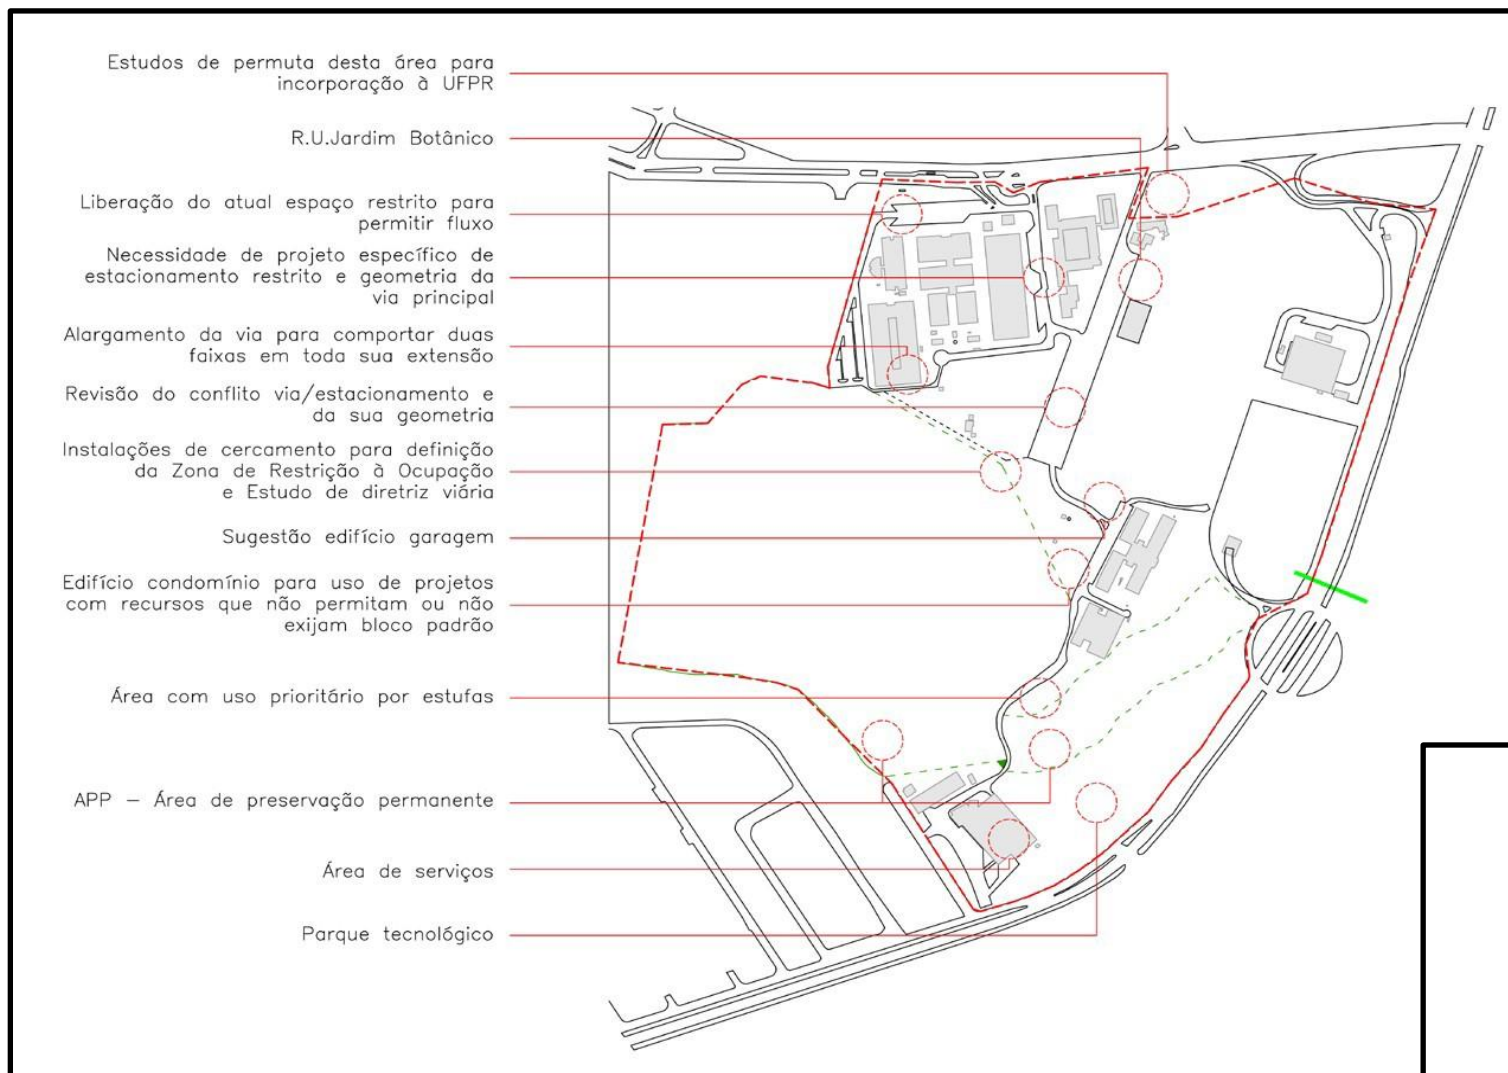 Estudos de permuta desta área para
incorporação à UFPR
R.U.Jardim Botânico
Liberação do atual espaço restrito para
permitir fluxo
Necessidade de projeto específico de
estacionamento restrito e geometria da
via principal
Alargamento da via para comportar duas
faixas em toda sua extensão
Revisão do conflito via/estacionamento e
da sua geometria
Instalações de cercamento para definição
da Zona de Restrição à Ocupação
e Estudo de diretriz viária
Sugestão edifício garagem
Edifício condomínio para uso de projetos
com recursos que não permitam ou não
exijam bloco padrão
Área com uso prioritário por estufas
APP – Área de preservação permanente
Área de serviços
Parque tecnológico